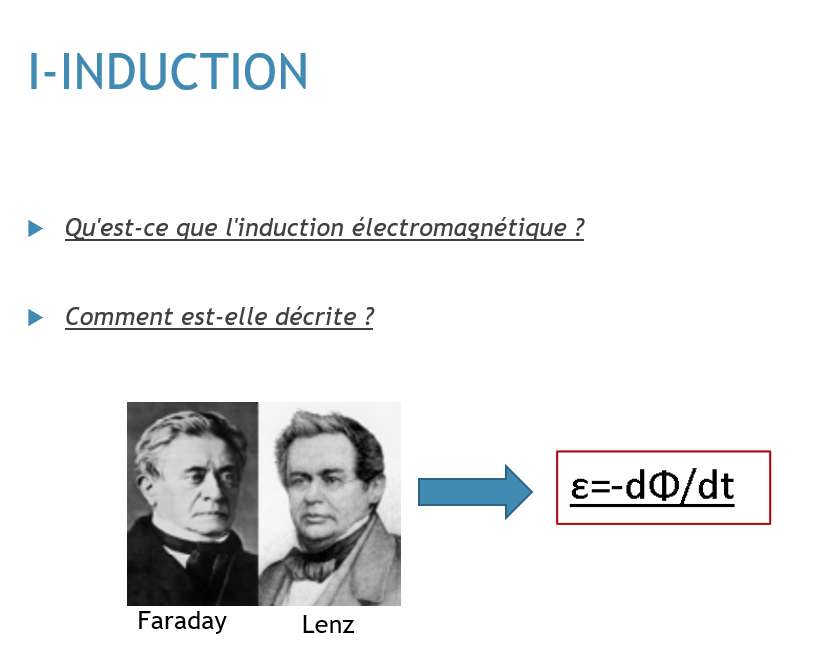 I-INDUCTION
Qu'est-ce que l'induction électromagnétique ?
Comment est-elle décrite ?
ε=-dΦ/dt
Faraday
Lenz